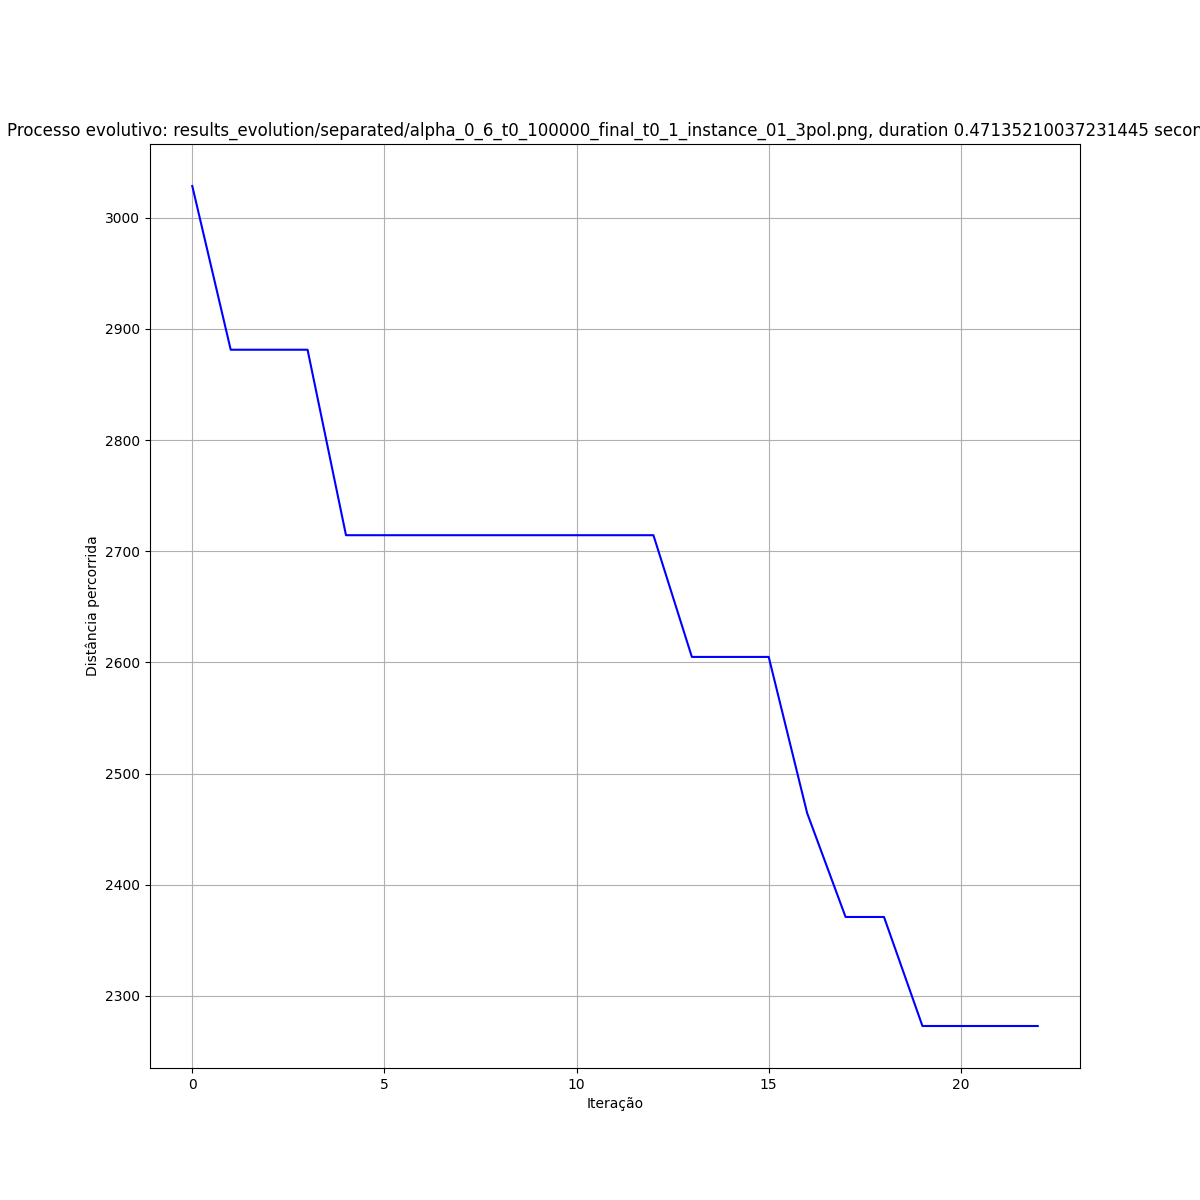 Processo evolutivo: results_evolution/separated/alpha_0_6_t0_100000_final_t0_1_instance_01_3pol.png, duration 0.47135210037231445 secon
3000
2900
2800
2700
2600
2500
2400
2300
Distância percorrida
0 5 10 15 20
Iteração